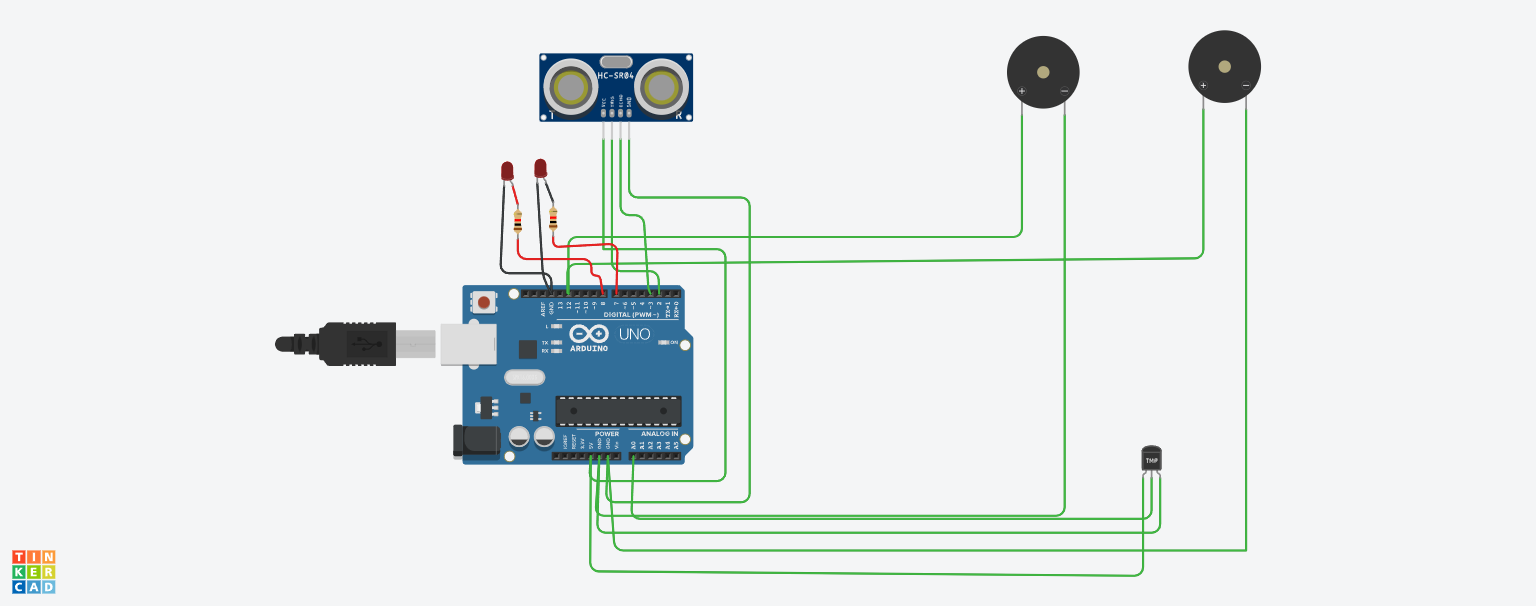 HC-SR04
VCC
TRIG
ECHO
GND
T
R
+
−
+
−
AREF
GND
13
12
~11
~10
~9
8
7
~6
~5
4
~3
2
TX→1
RX←0
DIGITAL (PWM~)
L
TX
RX
UNO
ARDUINO
ON
POWER
ANALOG IN
IOREF
RESET
3.3V
5V
GND
GND
Vin
A0
A1
A2
A3
A4
A5
TMP
TIN
KER
CAD